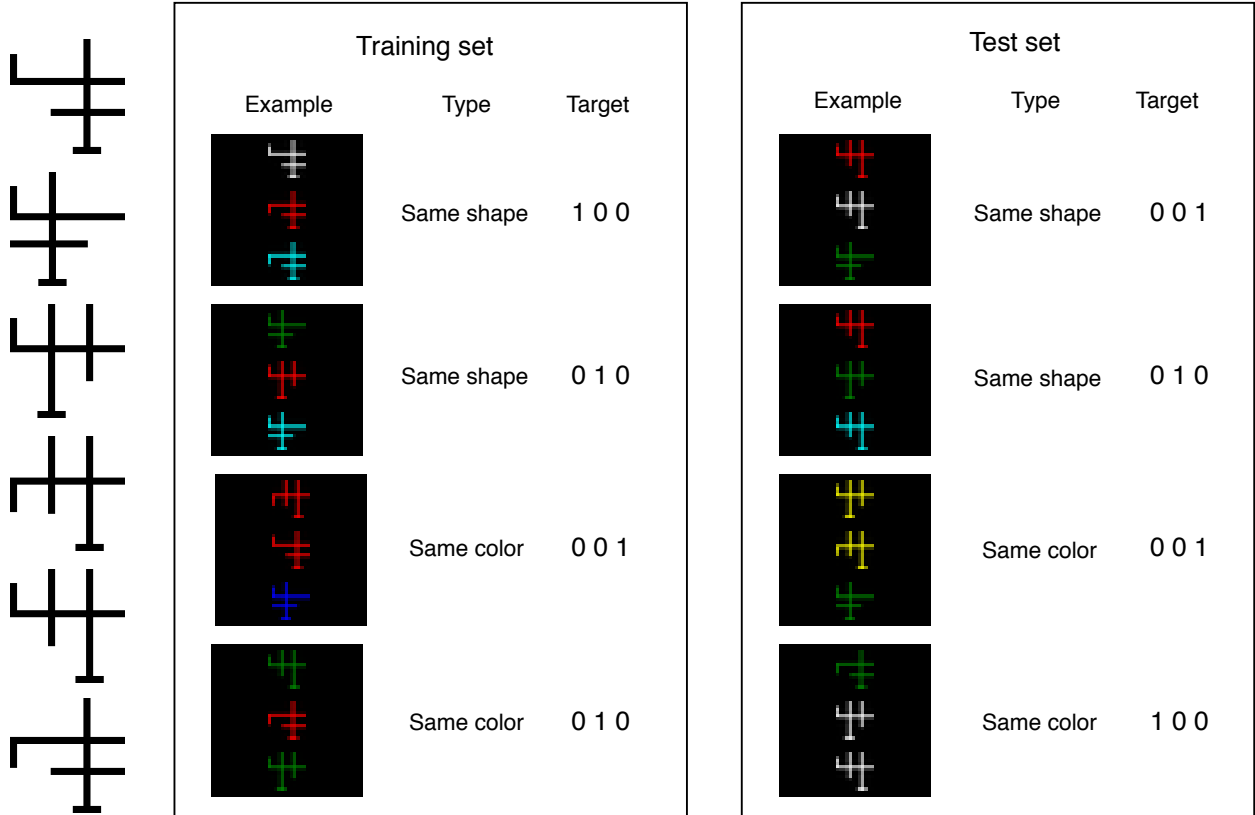 Training set
Example Type Target
Same shape 1 0 0
Same shape 0 1 0
Same color 0 0 1
Same color 0 1 0
Test set
Example Type Target
Same shape 0 0 1
Same shape 0 1 0
Same color 0 0 1
Same color 1 0 0